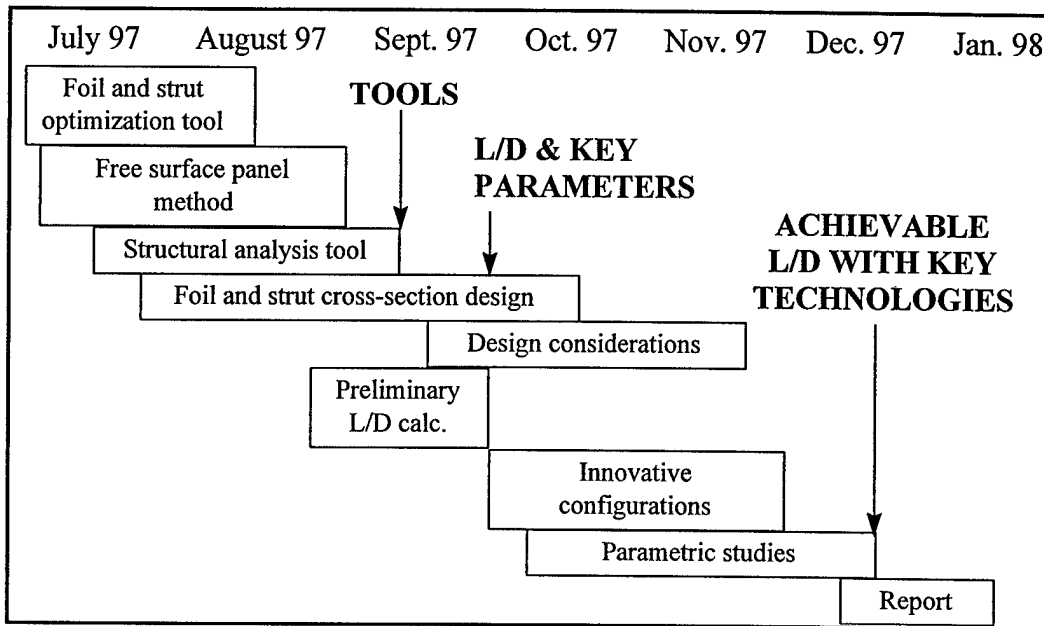 July 97 August 97 Sept. 97 Oct. 97 Nov. 97 Dec. 97 Jan. 98
Foil and strut
optimization tool
TOOLS
Free surface panel
method
L/D & KEY
PARAMETERS
Structural analysis tool
ACHIEVABLE
L/D WITH KEY
TECHNOLOGIES
Foil and strut cross-section design
Design considerations
Preliminary
L/D calc.
Innovative
configurations
Parametric studies
Report